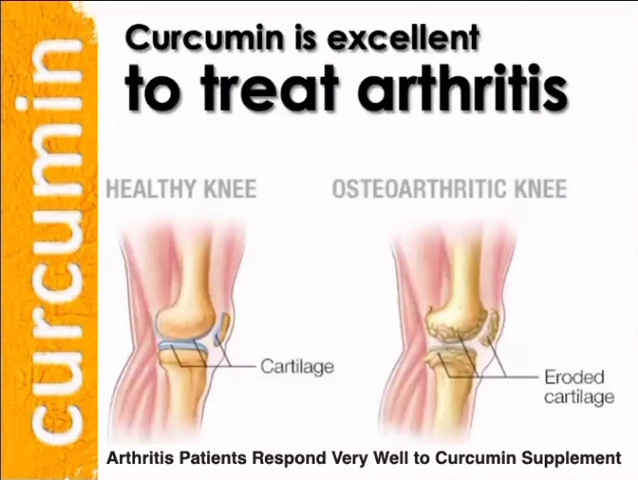 curcumin
Curcumin is excellent
to treat arthritis
HEALTHY KNEE
OSTEOARTHRITIC KNEE
Cartilage
Eroded
cartilage
Arthritis Patients Respond Very Well to Curcumin Supplement